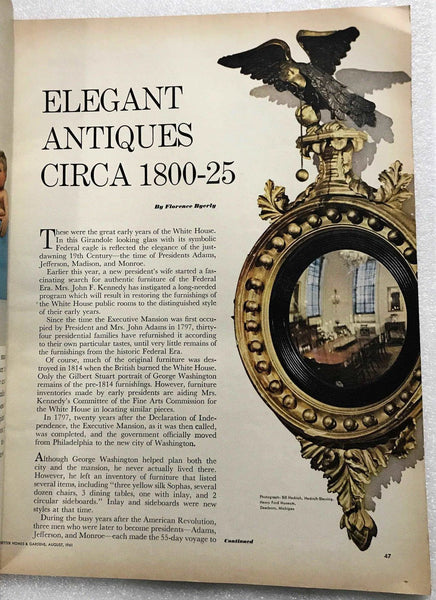 ELEGANT
ANTIQUES
CIRCA 1800-25
By Florence Byerly
These were the great early years of the White House.
In this Girandole looking glass with its symbolic
Federal eagle is reflected the elegance of the just-
dawning 19th Century—the time of Presidents Adams,
Jefferson, Madison, and Monroe.
Earlier this year, a new president's wife started a fas-
cinating search for authentic furniture of the Federal
Era. Mrs. John F. Kennedy has instigated a long-needed
program which will result in restoring the furnishings of
the White House public rooms to the distinguished style
of their early years.
Since the time the Executive Mansion was first occu-
pied by President and Mrs. John Adams in 1797, thirty-
four presidential families have refurnished it according
to their own particular tastes, until very little remains of
the furnishings from the historic Federal Era.
Of course, much of the original furniture was des-
troyed in 1814 when the British burned the White House.
Only the Gilbert Stuart portrait of George Washington
remains of the pre-1814 furnishings. However, furniture
inventories made by early presidents are aiding Mrs.
Kennedy's Committee of the Fine Arts Commission for
the White House in locating similar pieces.
In 1797, twenty years after the Declaration of Inde-
pendence, the Executive Mansion, as it was then called,
was completed, and the government officially moved
from Philadelphia to the new city of Washington.
Although George Washington helped plan both the
city and the mansion, he never actually lived there.
However, he left an inventory of furniture that listed
several items, including "three yellow silk Sophas, several
dozen chairs, 3 dining tables, one with inlay, and 2
circular sideboards." Inlay and sideboards were new
styles at that time.
During the busy years after the American Revolution,
three men who were later to become presidents—Adams,
Jefferson, and Monroe—each made the 55-day voyage to
Continued
Photograph: Bill Hedrich, Hedrich-Blessing
Henry Ford Museum,
Dearborn, Michigan
BETTER HOMES & GARDENS, AUGUST, 1961
47